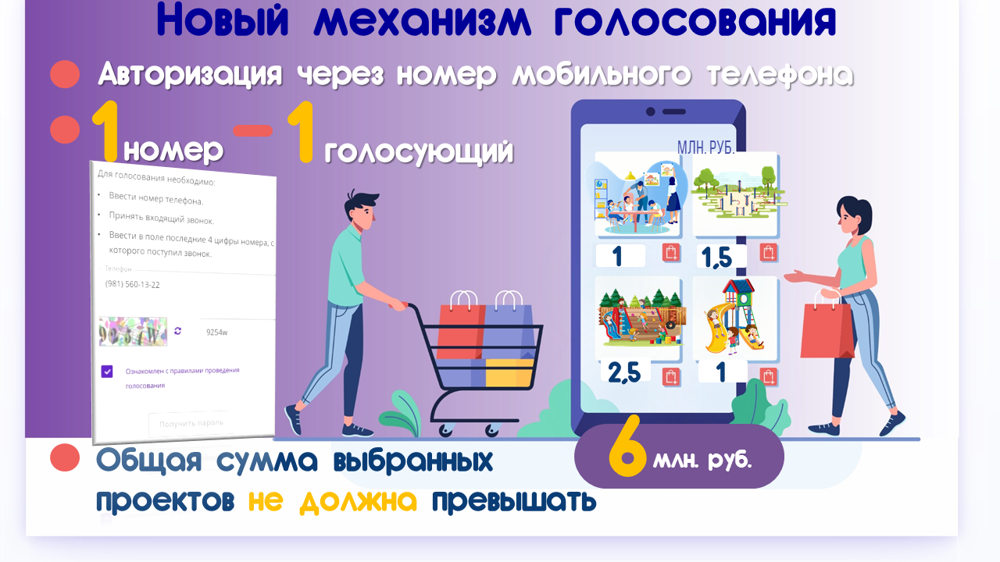 Новый механизм голосования
Авторизация через номер мобильного телефона
1 номер – 1 голосующий
Для голосования необходимо:
• Ввести номер телефона.
• Принять входящий звонок.
• Ввести в поле последние 4 цифры номера, с
которого поступил звонок.
Телефон
(981) 560-13-22
9254w
Ознакомлен с правилами проведения
голосования
Получить пароль
МЛН. РУБ.
1
1,5
2,5
1
Общая сумма выбранных
проектов не должна превышать
6 млн. руб.